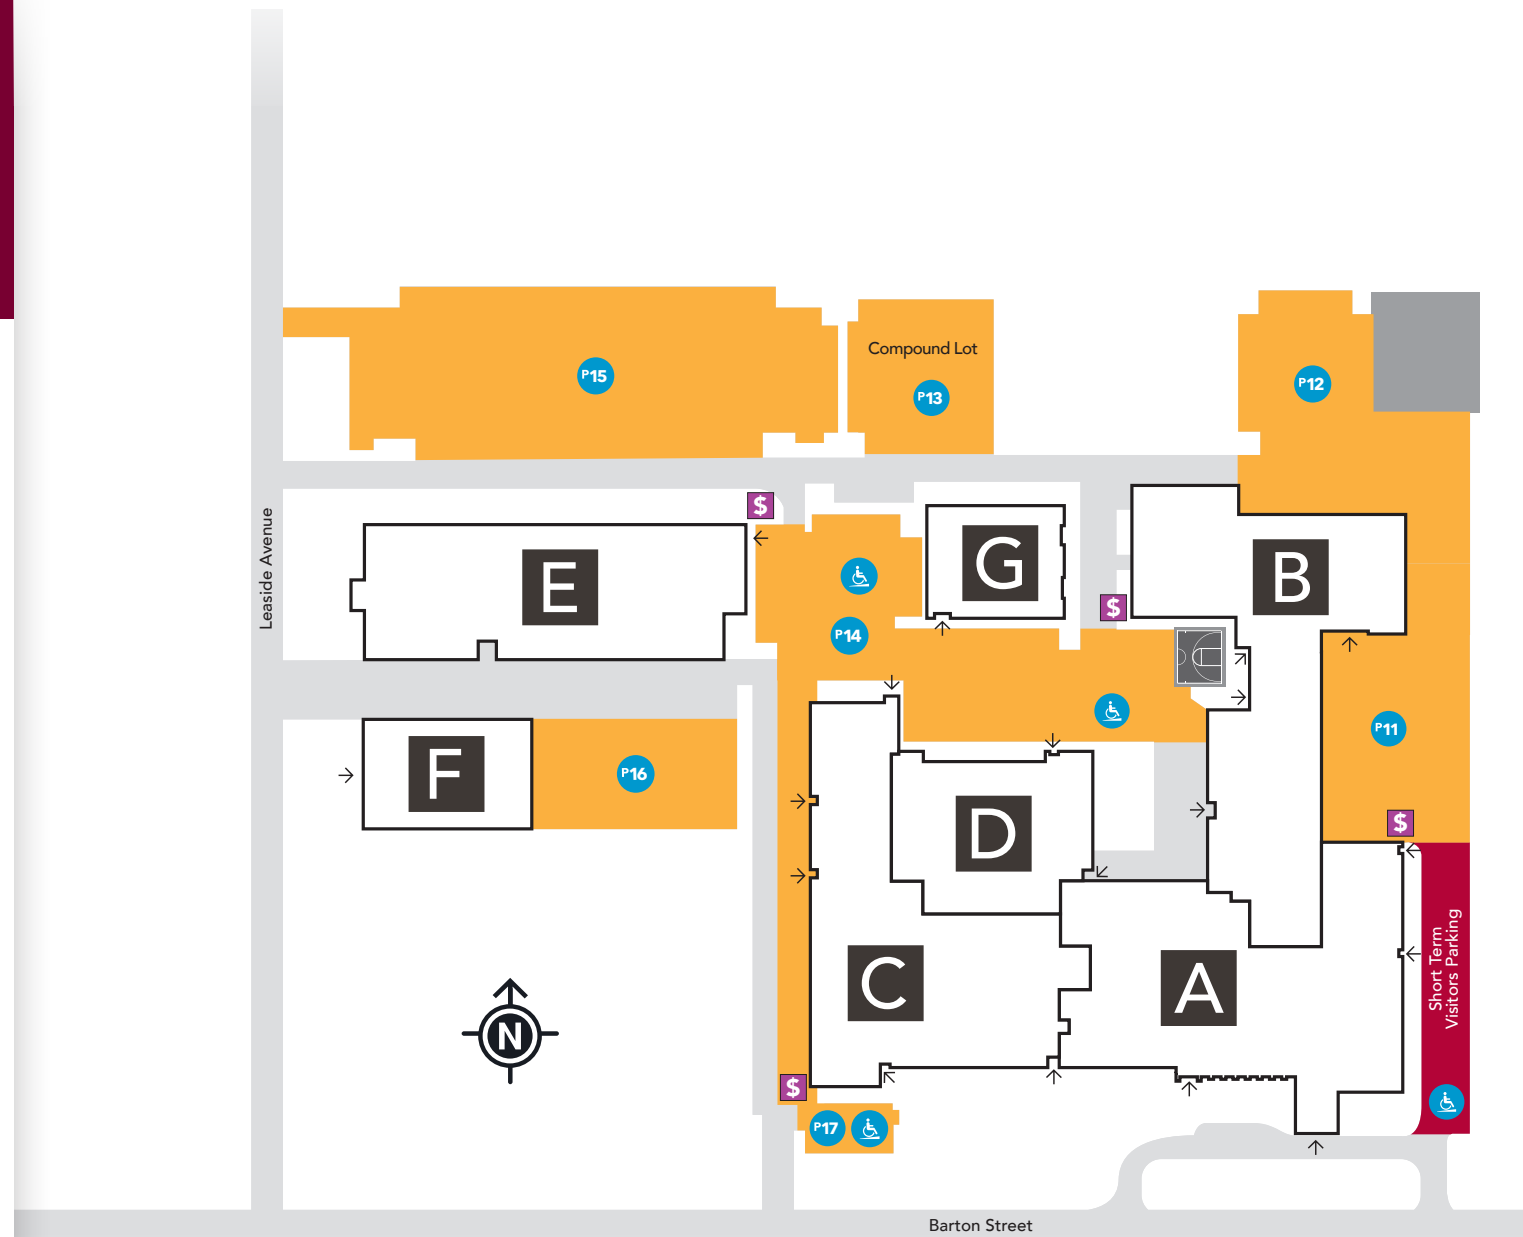 Compound Lot
P15
P13
P12
$
Leaside Avenue
E
G
B
$
P14
P11
F
P16
D
$
Short Term
Visitors Parking
C
A
N
$
P17
Barton Street